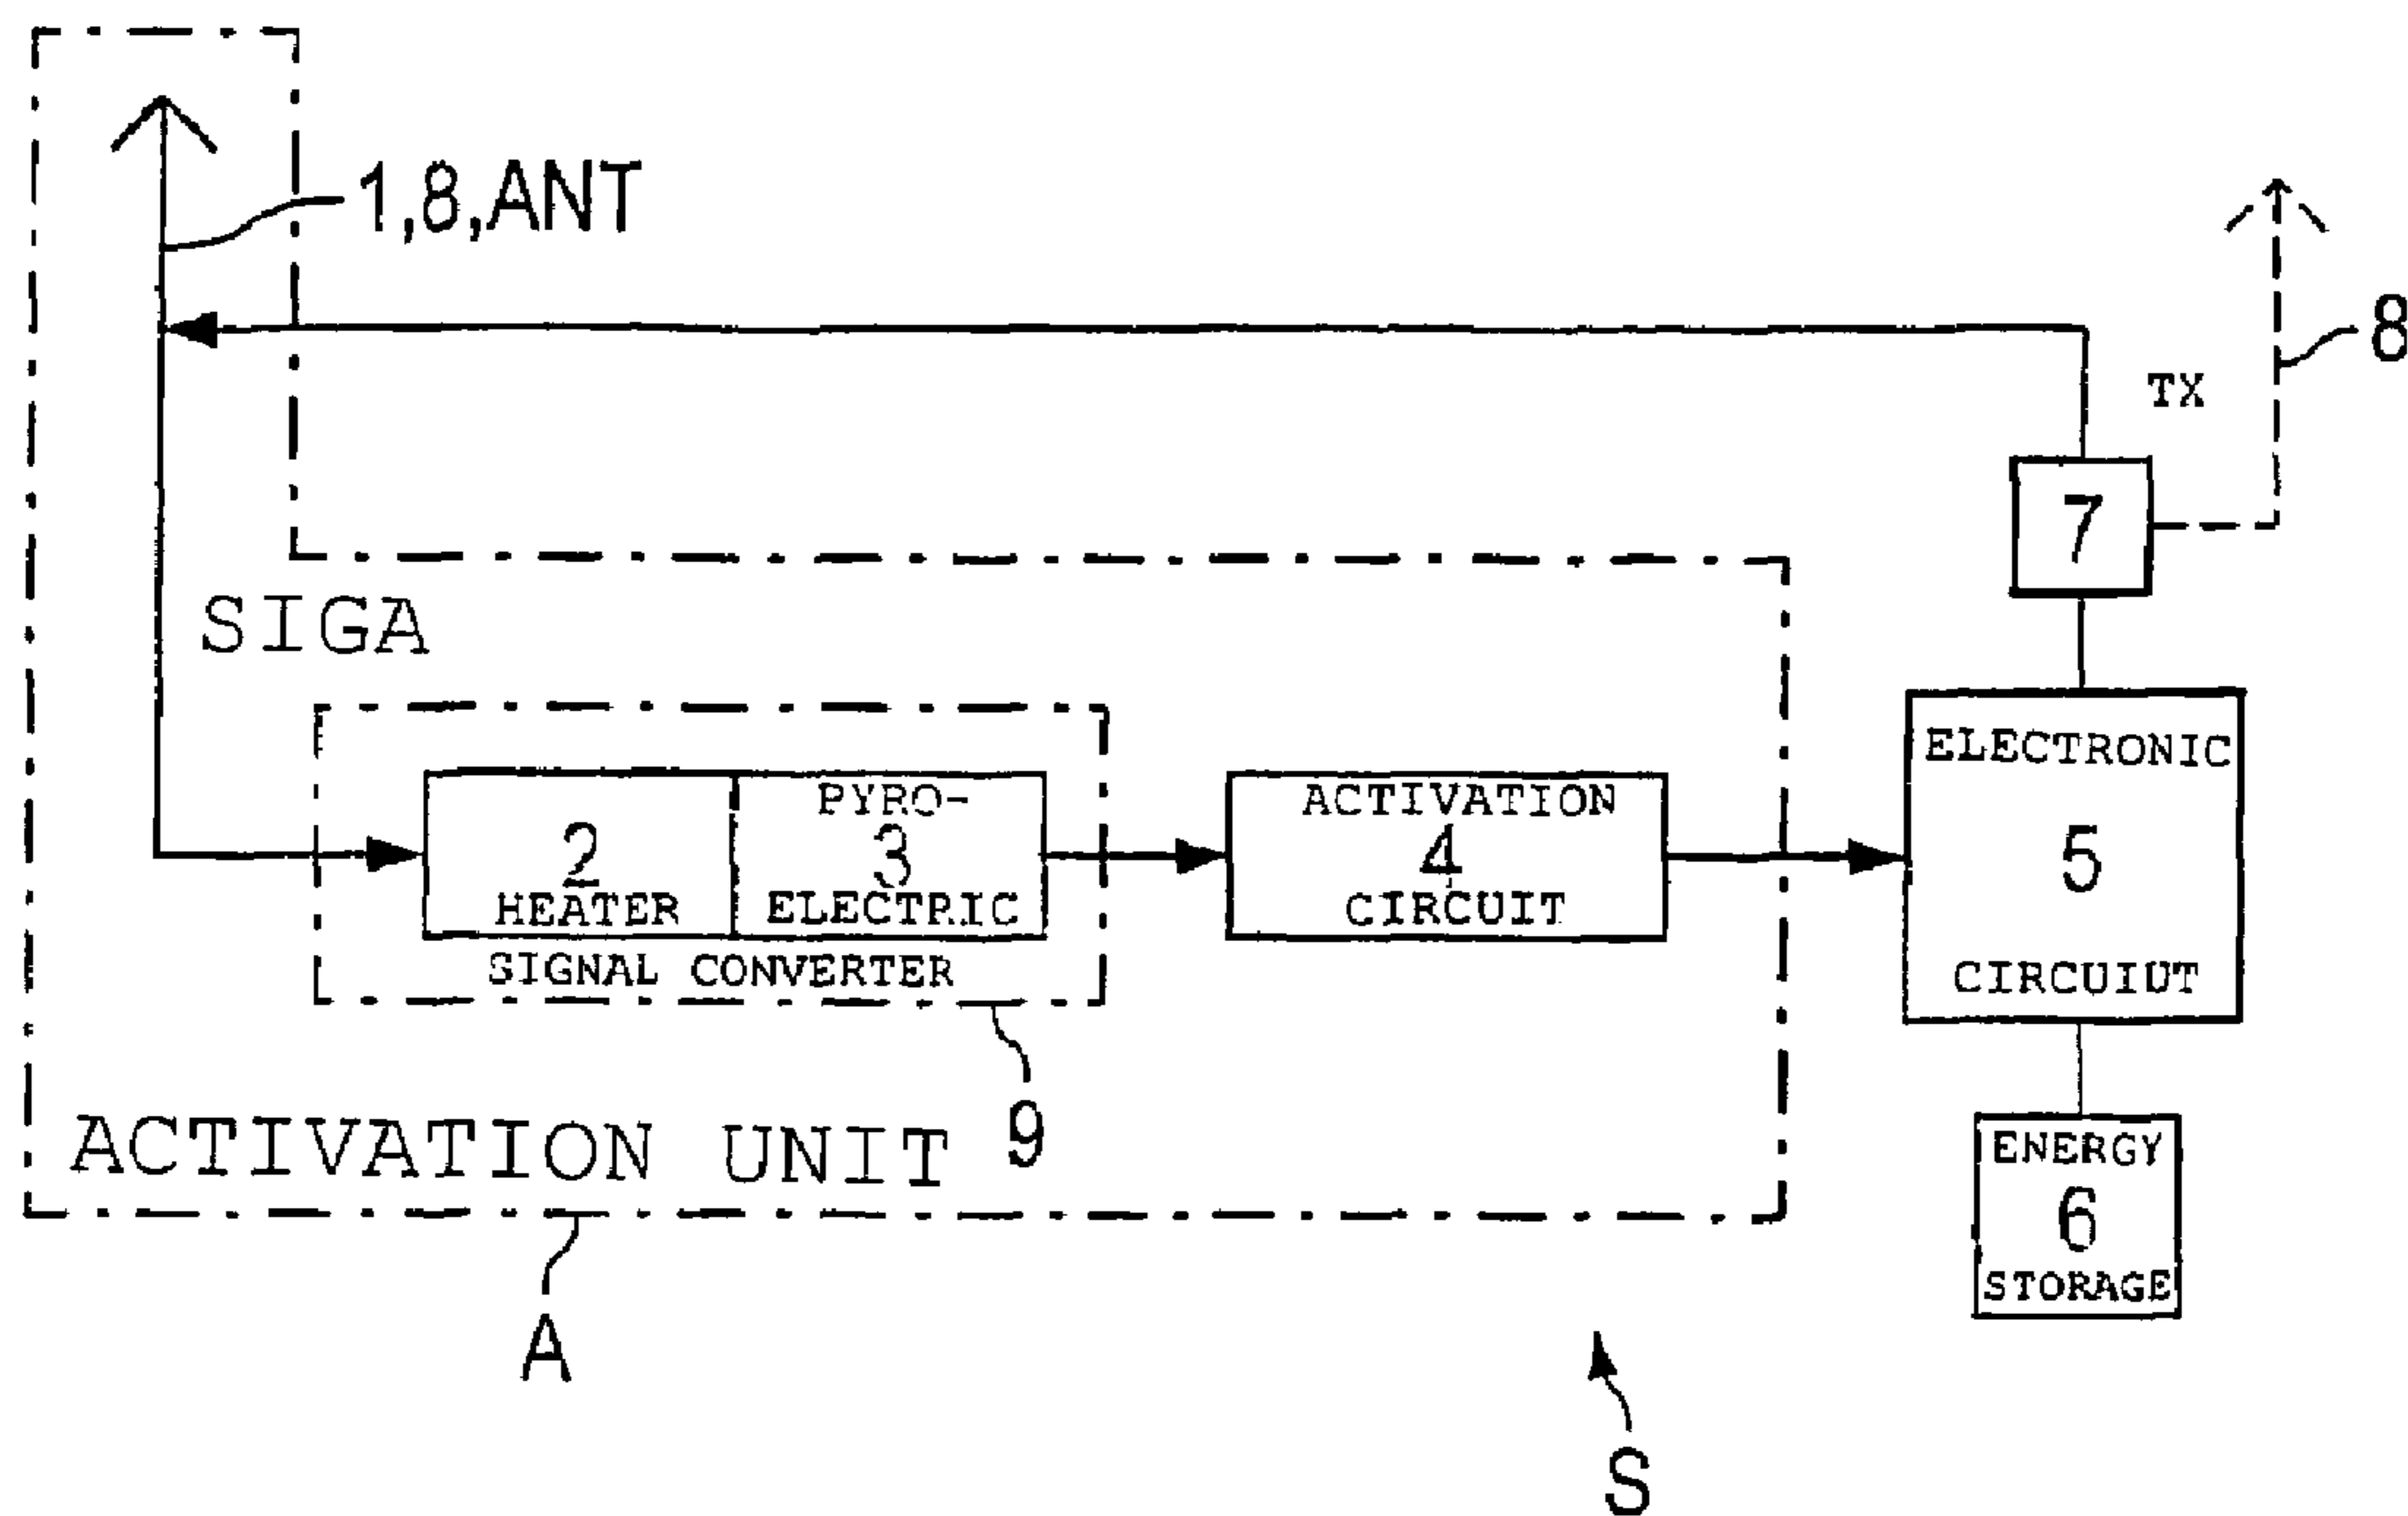 1,8,ANT
8
TX
7
SIGA
ELECTRONIC
5
CIRCUIUT
PYRO-
3
ELECTRIC
2
HEATER
SIGNAL CONVERTER
ACTIVATION
4
CIRCUIT
9
ACTIVATION UNIT
ENERGY
6
STORAGE
A
S